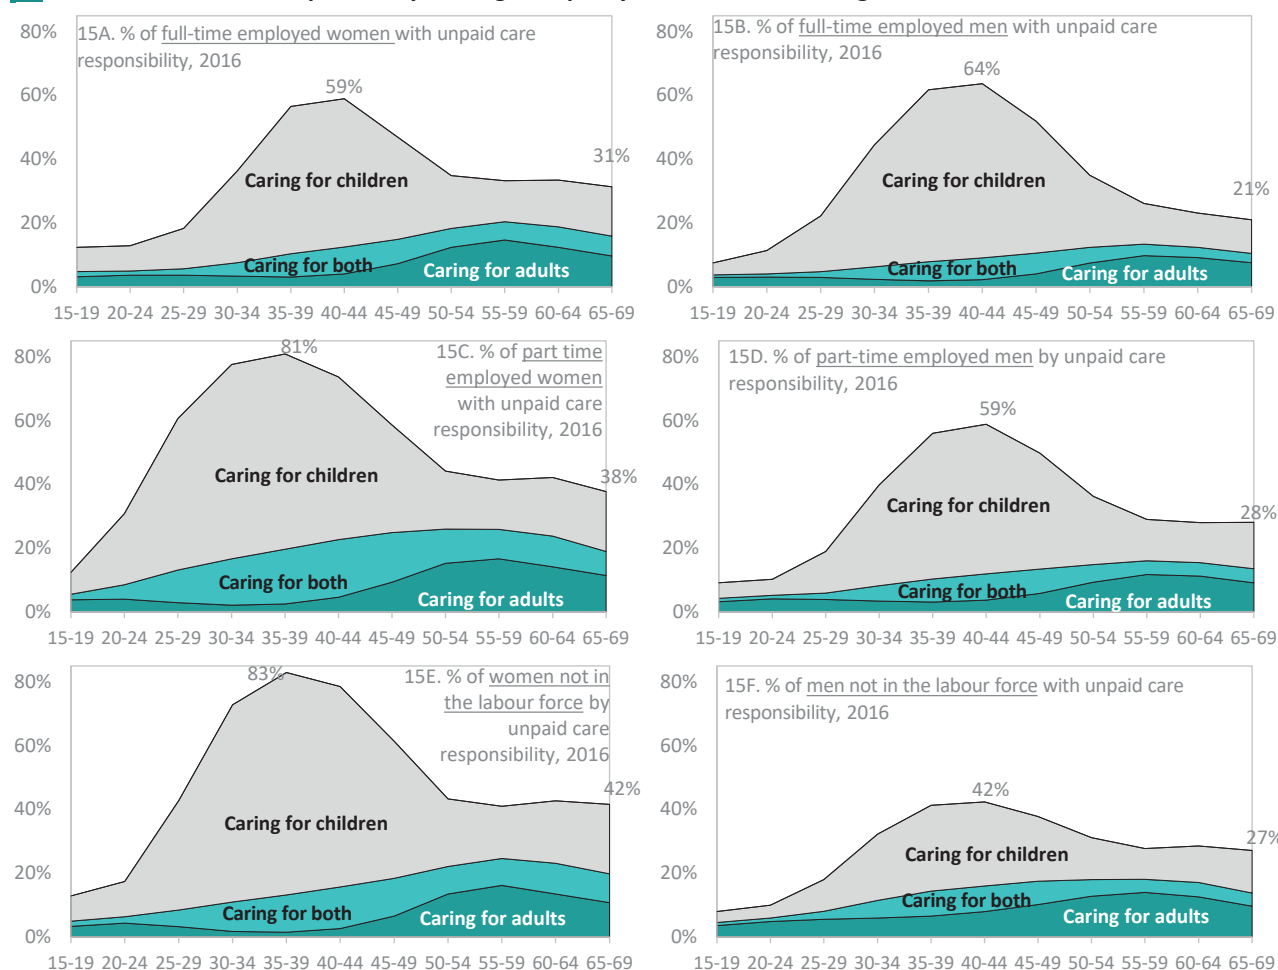 80%
15A. % of full-time employed women with unpaid care
responsibility, 2016
59%
60%
40%
31%
Caring for children
20%
Caring for both
Caring for adults
0%
15-19 20-24 25-29 30-34 35-39 40-44 45-49 50-54 55-59 60-64 65-69
80%
15B. % of full-time employed men with unpaid care
responsibility, 2016
64%
60%
40%
21%
Caring for children
20%
Caring for both
Caring for adults
0%
15-19 20-24 25-29 30-34 35-39 40-44 45-49 50-54 55-59 60-64 65-69
80%
81%
15C. % of part time
employed women
with unpaid care
responsibility, 2016
60%
40%
38%
Caring for children
20%
Caring for both
Caring for adults
0%
15-19 20-24 25-29 30-34 35-39 40-44 45-49 50-54 55-59 60-64 65-69
80%
15D. % of part-time employed men by unpaid care
responsibility, 2016
59%
60%
40%
28%
Caring for children
20%
Caring for both
Caring for adults
0%
15-19 20-24 25-29 30-34 35-39 40-44 45-49 50-54 55-59 60-64 65-69
80%
83%
15E. % of women not in
the labour force by
unpaid care
responsibility, 2016
60%
40%
42%
Caring for children
20%
Caring for both
Caring for adults
0%
15-19 20-24 25-29 30-34 35-39 40-44 45-49 50-54 55-59 60-64 65-69
80%
15F. % of men not in the labour force with unpaid care
responsibility, 2016
60%
42%
40%
27%
Caring for children
20%
Caring for both
Caring for adults
0%
15-19 20-24 25-29 30-34 35-39 40-44 45-49 50-54 55-59 60-64 65-69